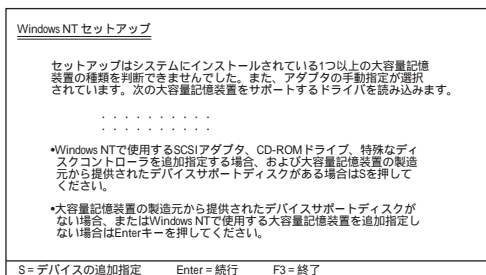 Windows NT セットアップ
セットアップはシステムにインストールされている1つ以上の大容量記憶
装置の種類を判断できませんでした。また、アダプタの手動指定が選択
されています。次の大容量記憶装置をサポートするドライバを読み込みます。
. . . . . . . . . .
. . . . . . . . . .
•Windows NTで使用するSCSIアダプタ、CD-ROMドライブ、特殊なディ
スクコントローラを追加指定する場合、および大容量記憶装置の製造
元から提供されたデバイスサポートディスクがある場合はSを押して
ください。
•大容量記憶装置の製造元から提供されたデバイスサポートディスクが
ない場合、またはWindows NTで使用する大容量記憶装置を追加指定し
ない場合はEnterキーを押してください。
S = デバイスの追加指定 Enter = 続行 F3 = 終了